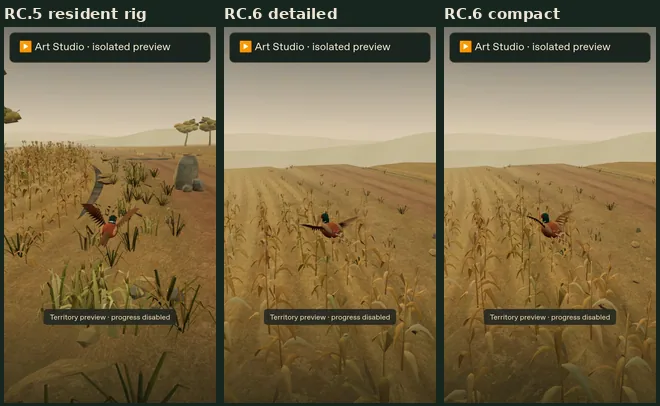 RC.5 resident rig
RC.6 detailed
RC.6 compact
Art Studio · isolated preview
Art Studio · isolated preview
Art Studio · isolated preview
Territory preview · progress disabled
Territory preview · progress disabled
Territory preview · progress disabled